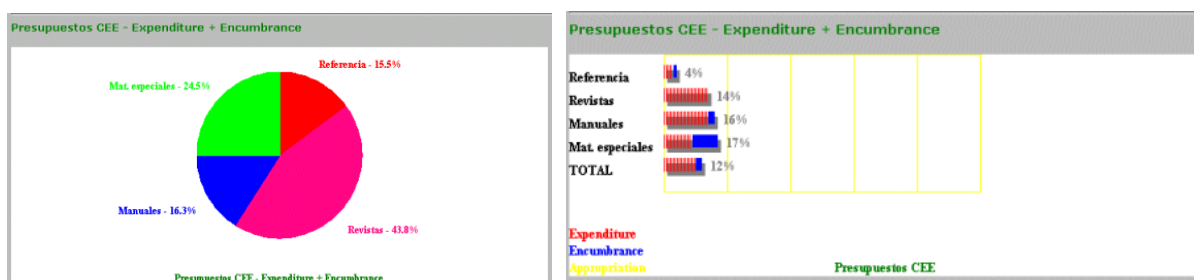 Presupuestos CEE - Expenditure + Encumbrance
Referencia - 15.5%
Mat. especiales - 24.5%
Manuales - 16.3%
Revistas - 43.8%
Presupuestos CEE - Expenditure + Encumbrance
Presupuestos CEE - Expenditure + Encumbrance
Referencia 4%
Revistas 14%
Manuales 16%
Mat. especiales 17%
TOTAL 12%
Expenditure
Encumbrance
Appropriation
Presupuestos CEE